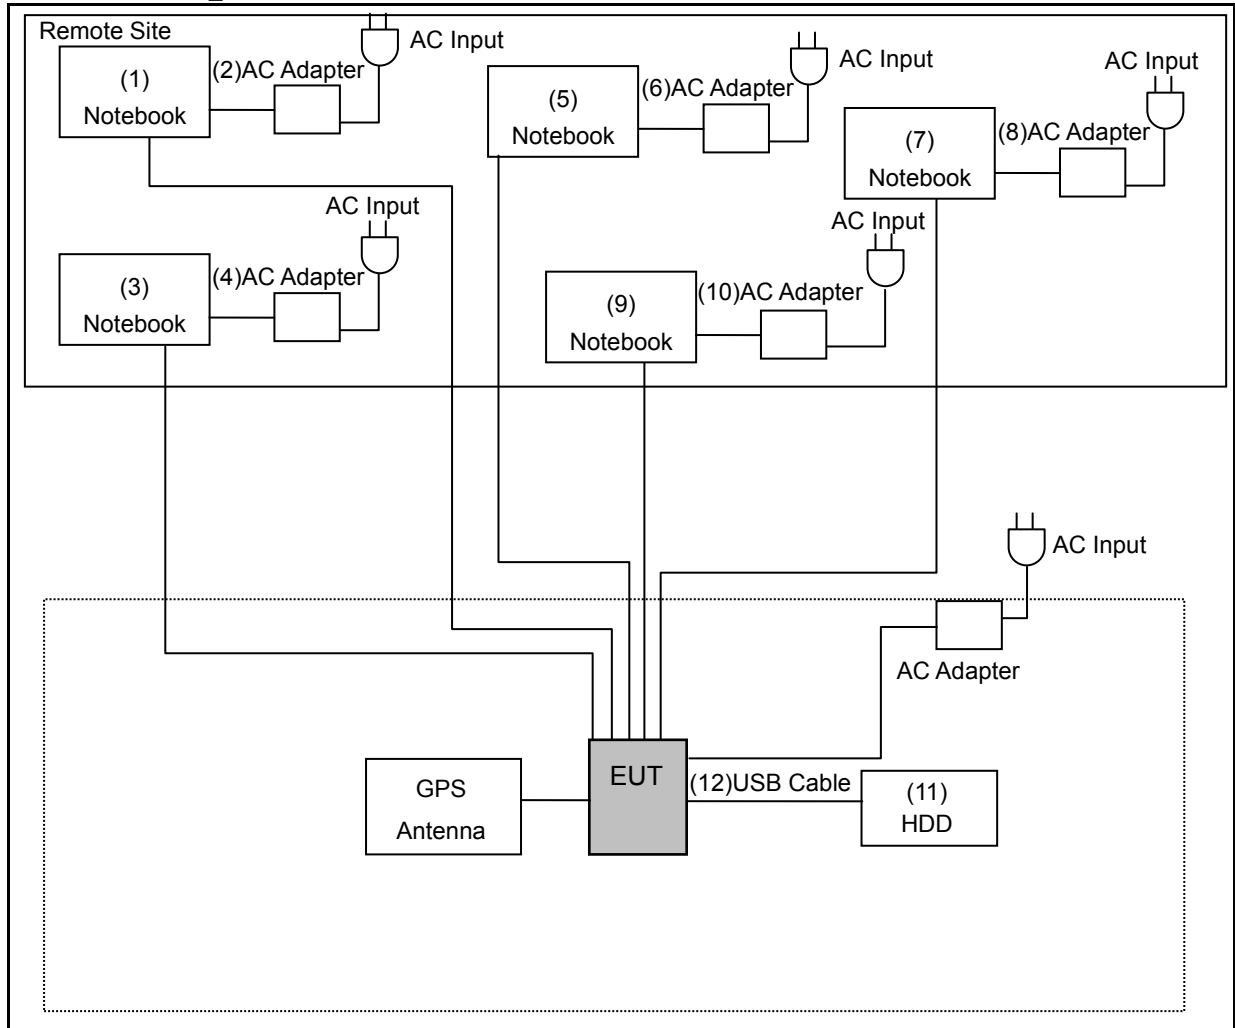 Remote Site
AC Input
(1)
Notebook
(2)AC Adapter
AC Input
(5)
Notebook
(6)AC Adapter
AC Input
(7)
Notebook
(8)AC Adapter
AC Input
(3)
Notebook
(4)AC Adapter
AC Input
(9)
Notebook
(10)AC Adapter
AC Input
AC Adapter
GPS
Antenna
EUT
(12)USB Cable
(11)
HDD